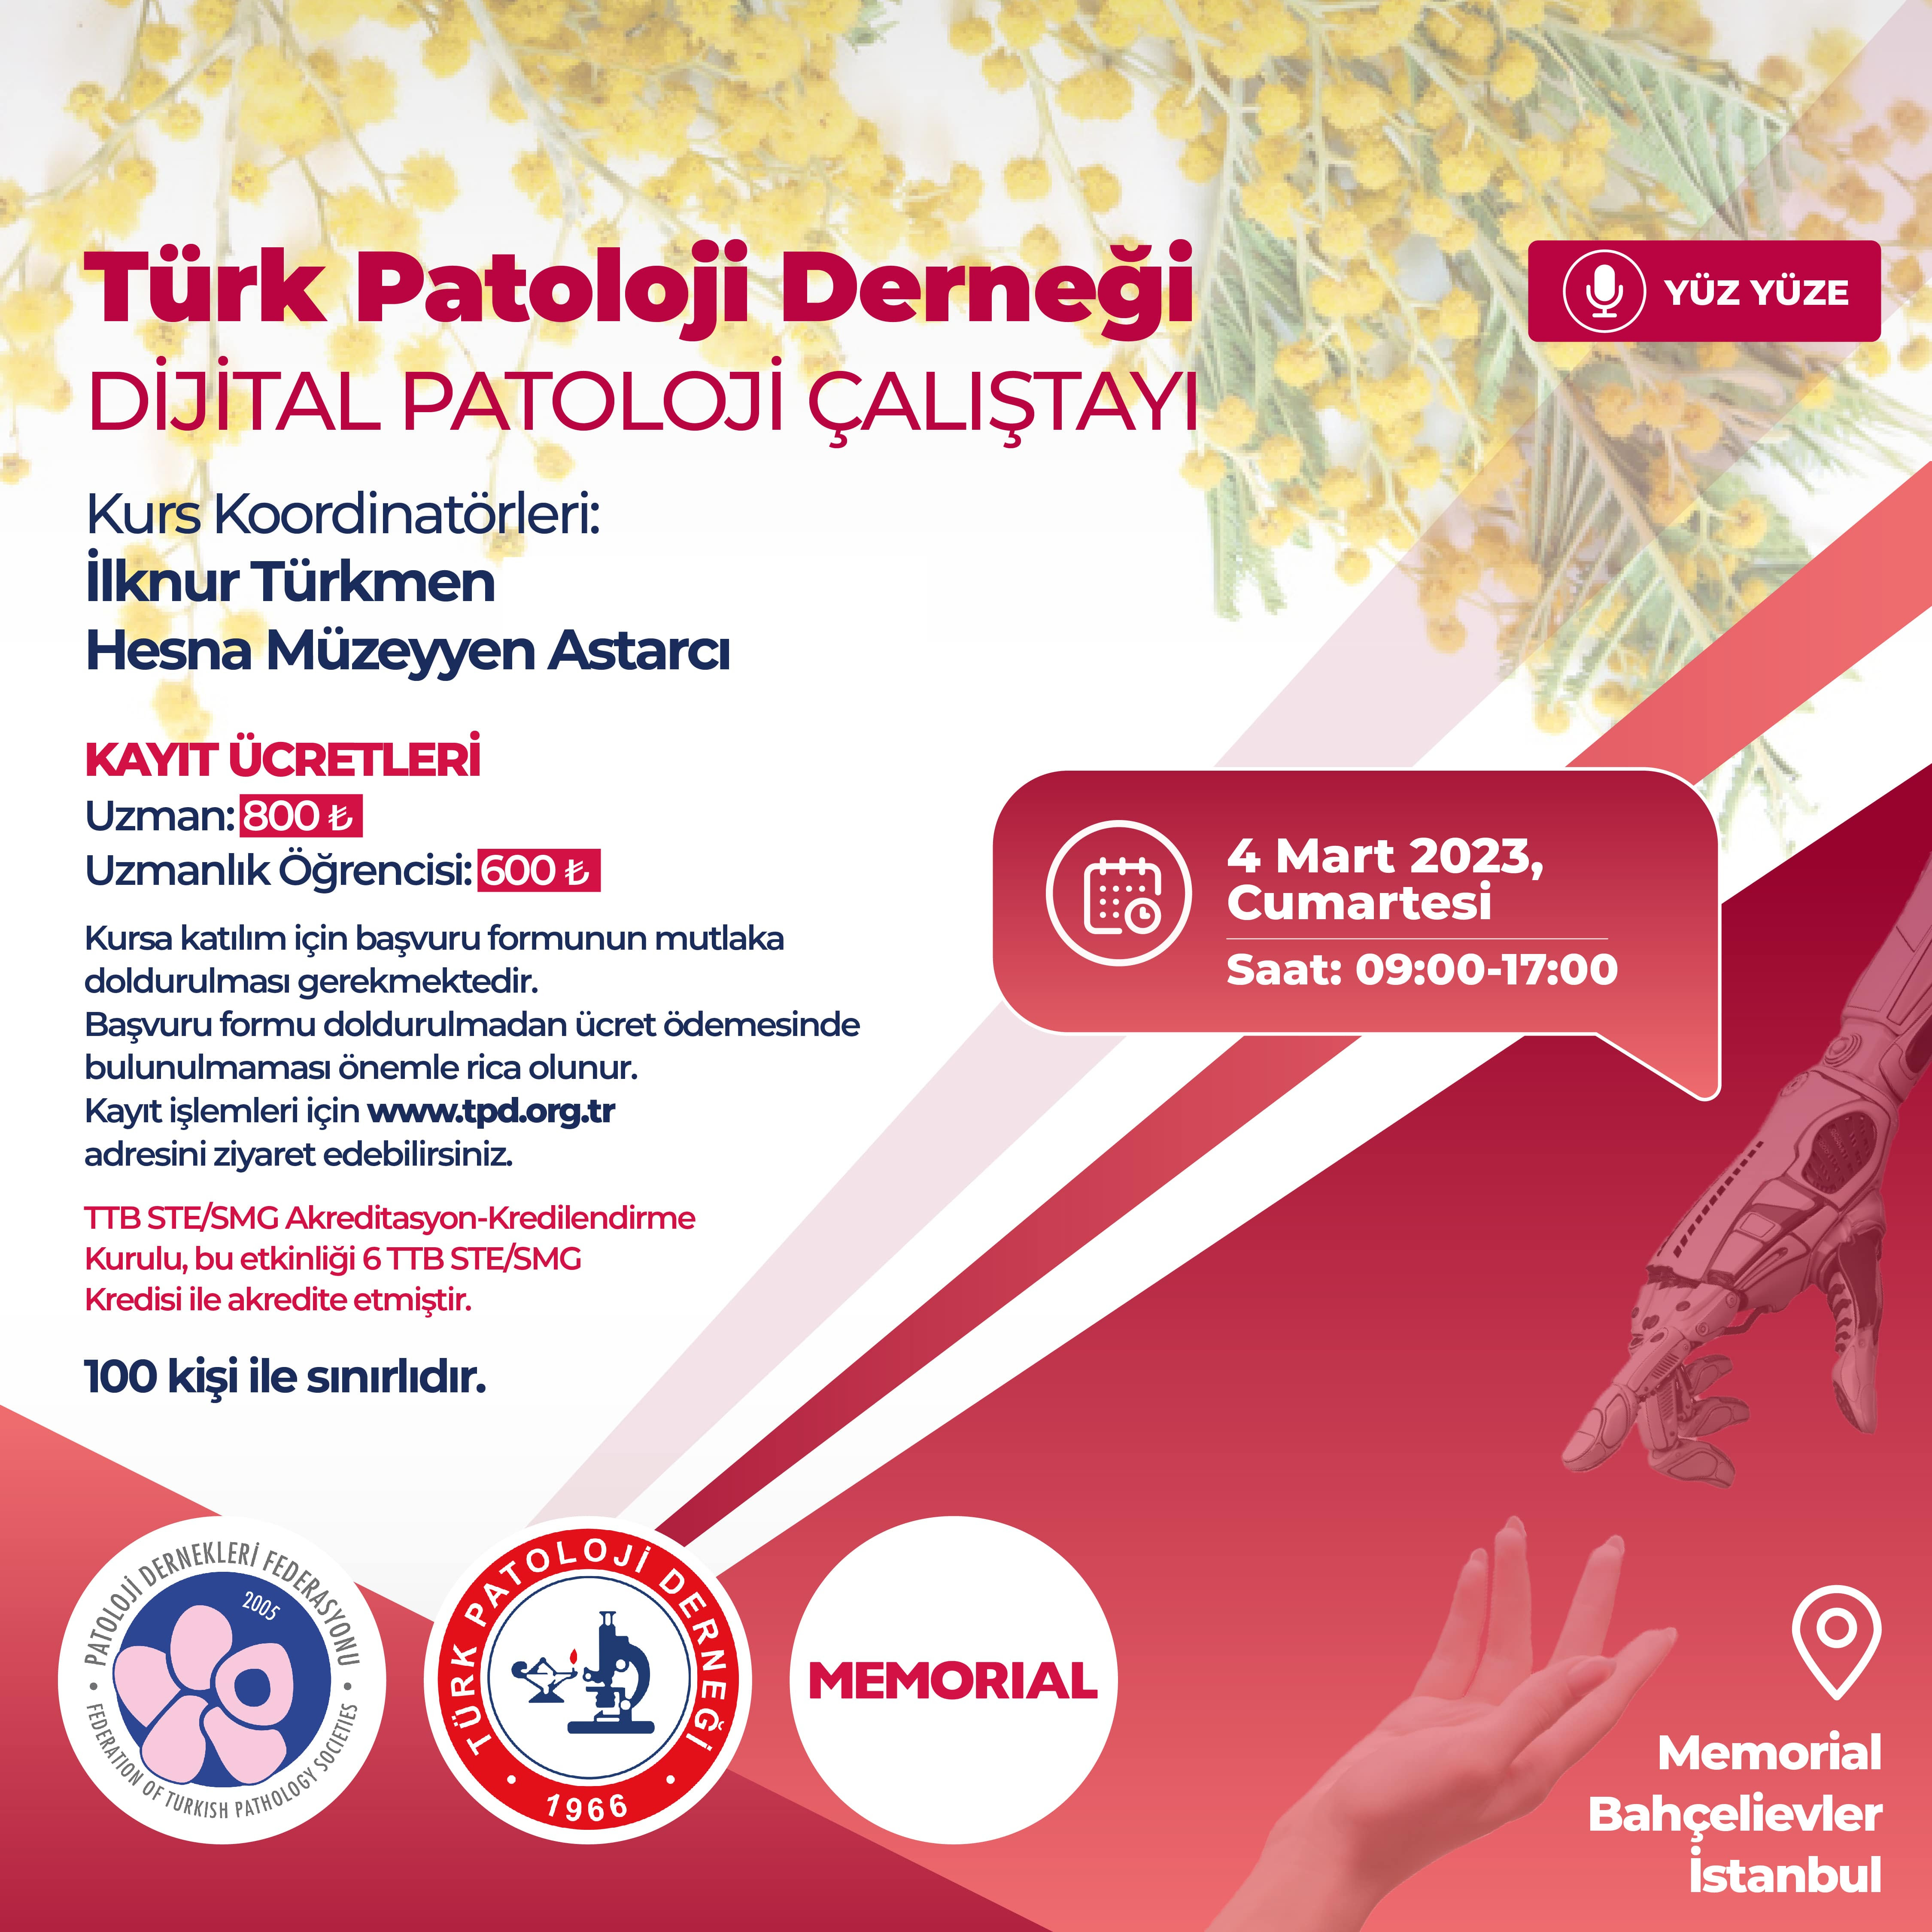 Türk Patoloji Derneği
DİJİTAL PATOLOJİ ÇALIŞTAYI
YÜZ YÜZE
Kurs Koordinatörleri:
İlknur Türkmen
Hesna Müzeyyen Astarcı
KAYIT ÜCRETLERİ
Uzman: 800 ₺
Uzmanlık Öğrencisi: 600 ₺
Kursa katılım için başvuru formunun mutlaka
doldurulması gerekmektedir.
Başvuru formu doldurulmadan ücret ödemesinde
bulunulmaması önemle rica olunur.
Kayıt işlemleri için www.tpd.org.tr
adresini ziyaret edebilirsiniz.
TTB STE/SMG Akreditasyon-Kredilendirme
Kurulu, bu etkinliği 6 TTB STE/SMG
Kredisi ile akredite etmiştir.
100 kişi ile sınırlıdır.
4 Mart 2023,
Cumartesi
Saat: 09:00-17:00
• PATOLOJİ DERNEKLERİ FEDERASYONU •
2005
FEDERATION OF TURKISH PATHOLOGY SOCIETIES
TÜRK PATOLOJİ DERNEĞİ
• 1966 •
MEMORIAL
Memorial
Bahçelievler
İstanbul